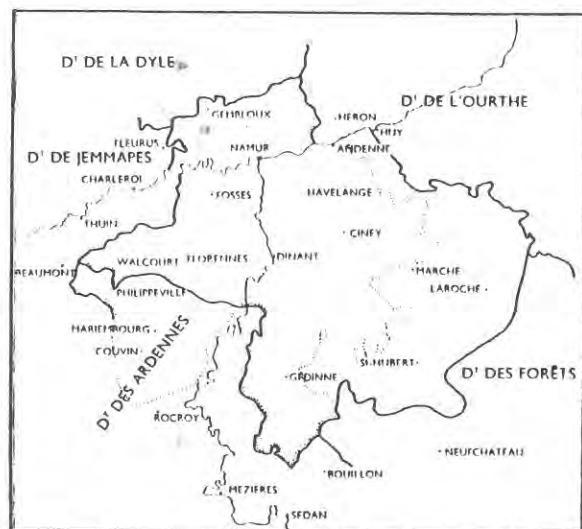 Dᵗ DE LA DYLE
GEMBLOUX
HERON
Dᵗ DE L'OURTHE
HUY
FLEURUS
NAMUR
ANDENNE
Dᵗ DE JEMMAPES
CHARLEROI
FOSSES
HAVELANGE
THUIN
CINEY
BEAUMONT
WALCOURT
FLORENNES
DINANT
MARCHE
LAROCHE
PHILIPPEVILLE
MARIEMBOURG
COUVIN
Dᵗ DES ARDENNES
GEDINNE
Sᵗ HUBERT
Dᵗ DES FORÊTS
ROCROY
NEUFCHATEAU
BOUILLON
MEZIÈRES
SEDAN